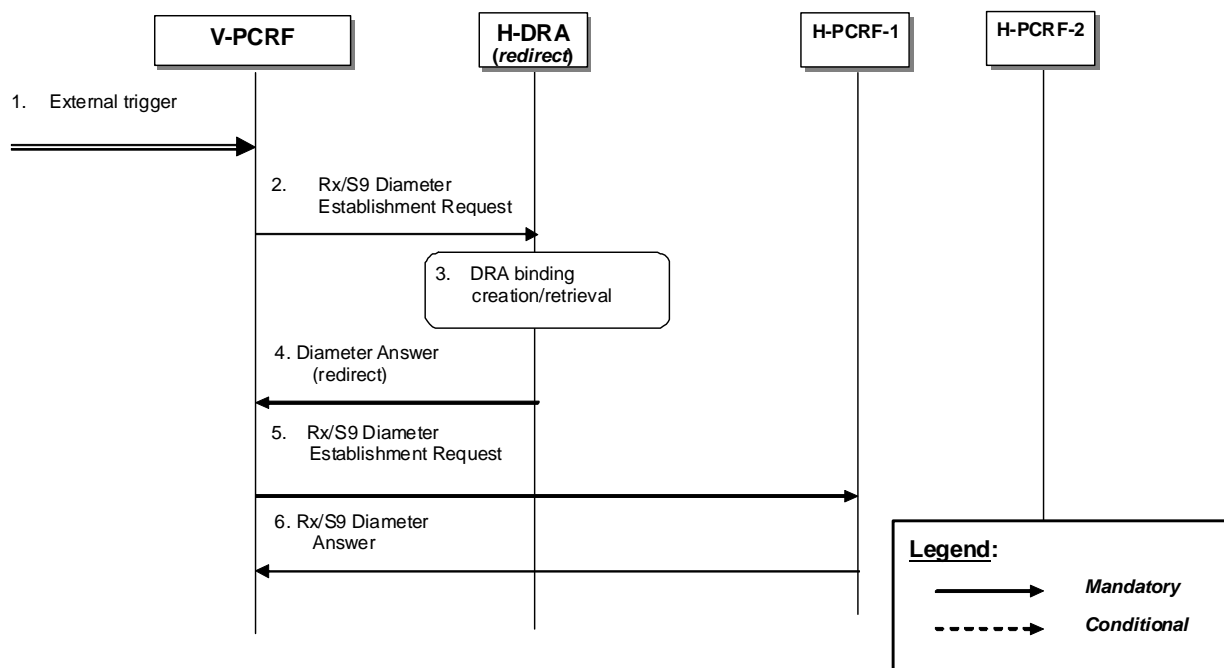 V-PCRF
H-DRA
(redirect)
H-PCRF-1
H-PCRF-2
1. External trigger
2. Rx/S9 Diameter
Establishment Request
3. DRA binding
creation/retrieval
4. Diameter Answer
(redirect)
5. Rx/S9 Diameter
Establishment Request
6. Rx/S9 Diameter
Answer
Legend:
Mandatory
Conditional